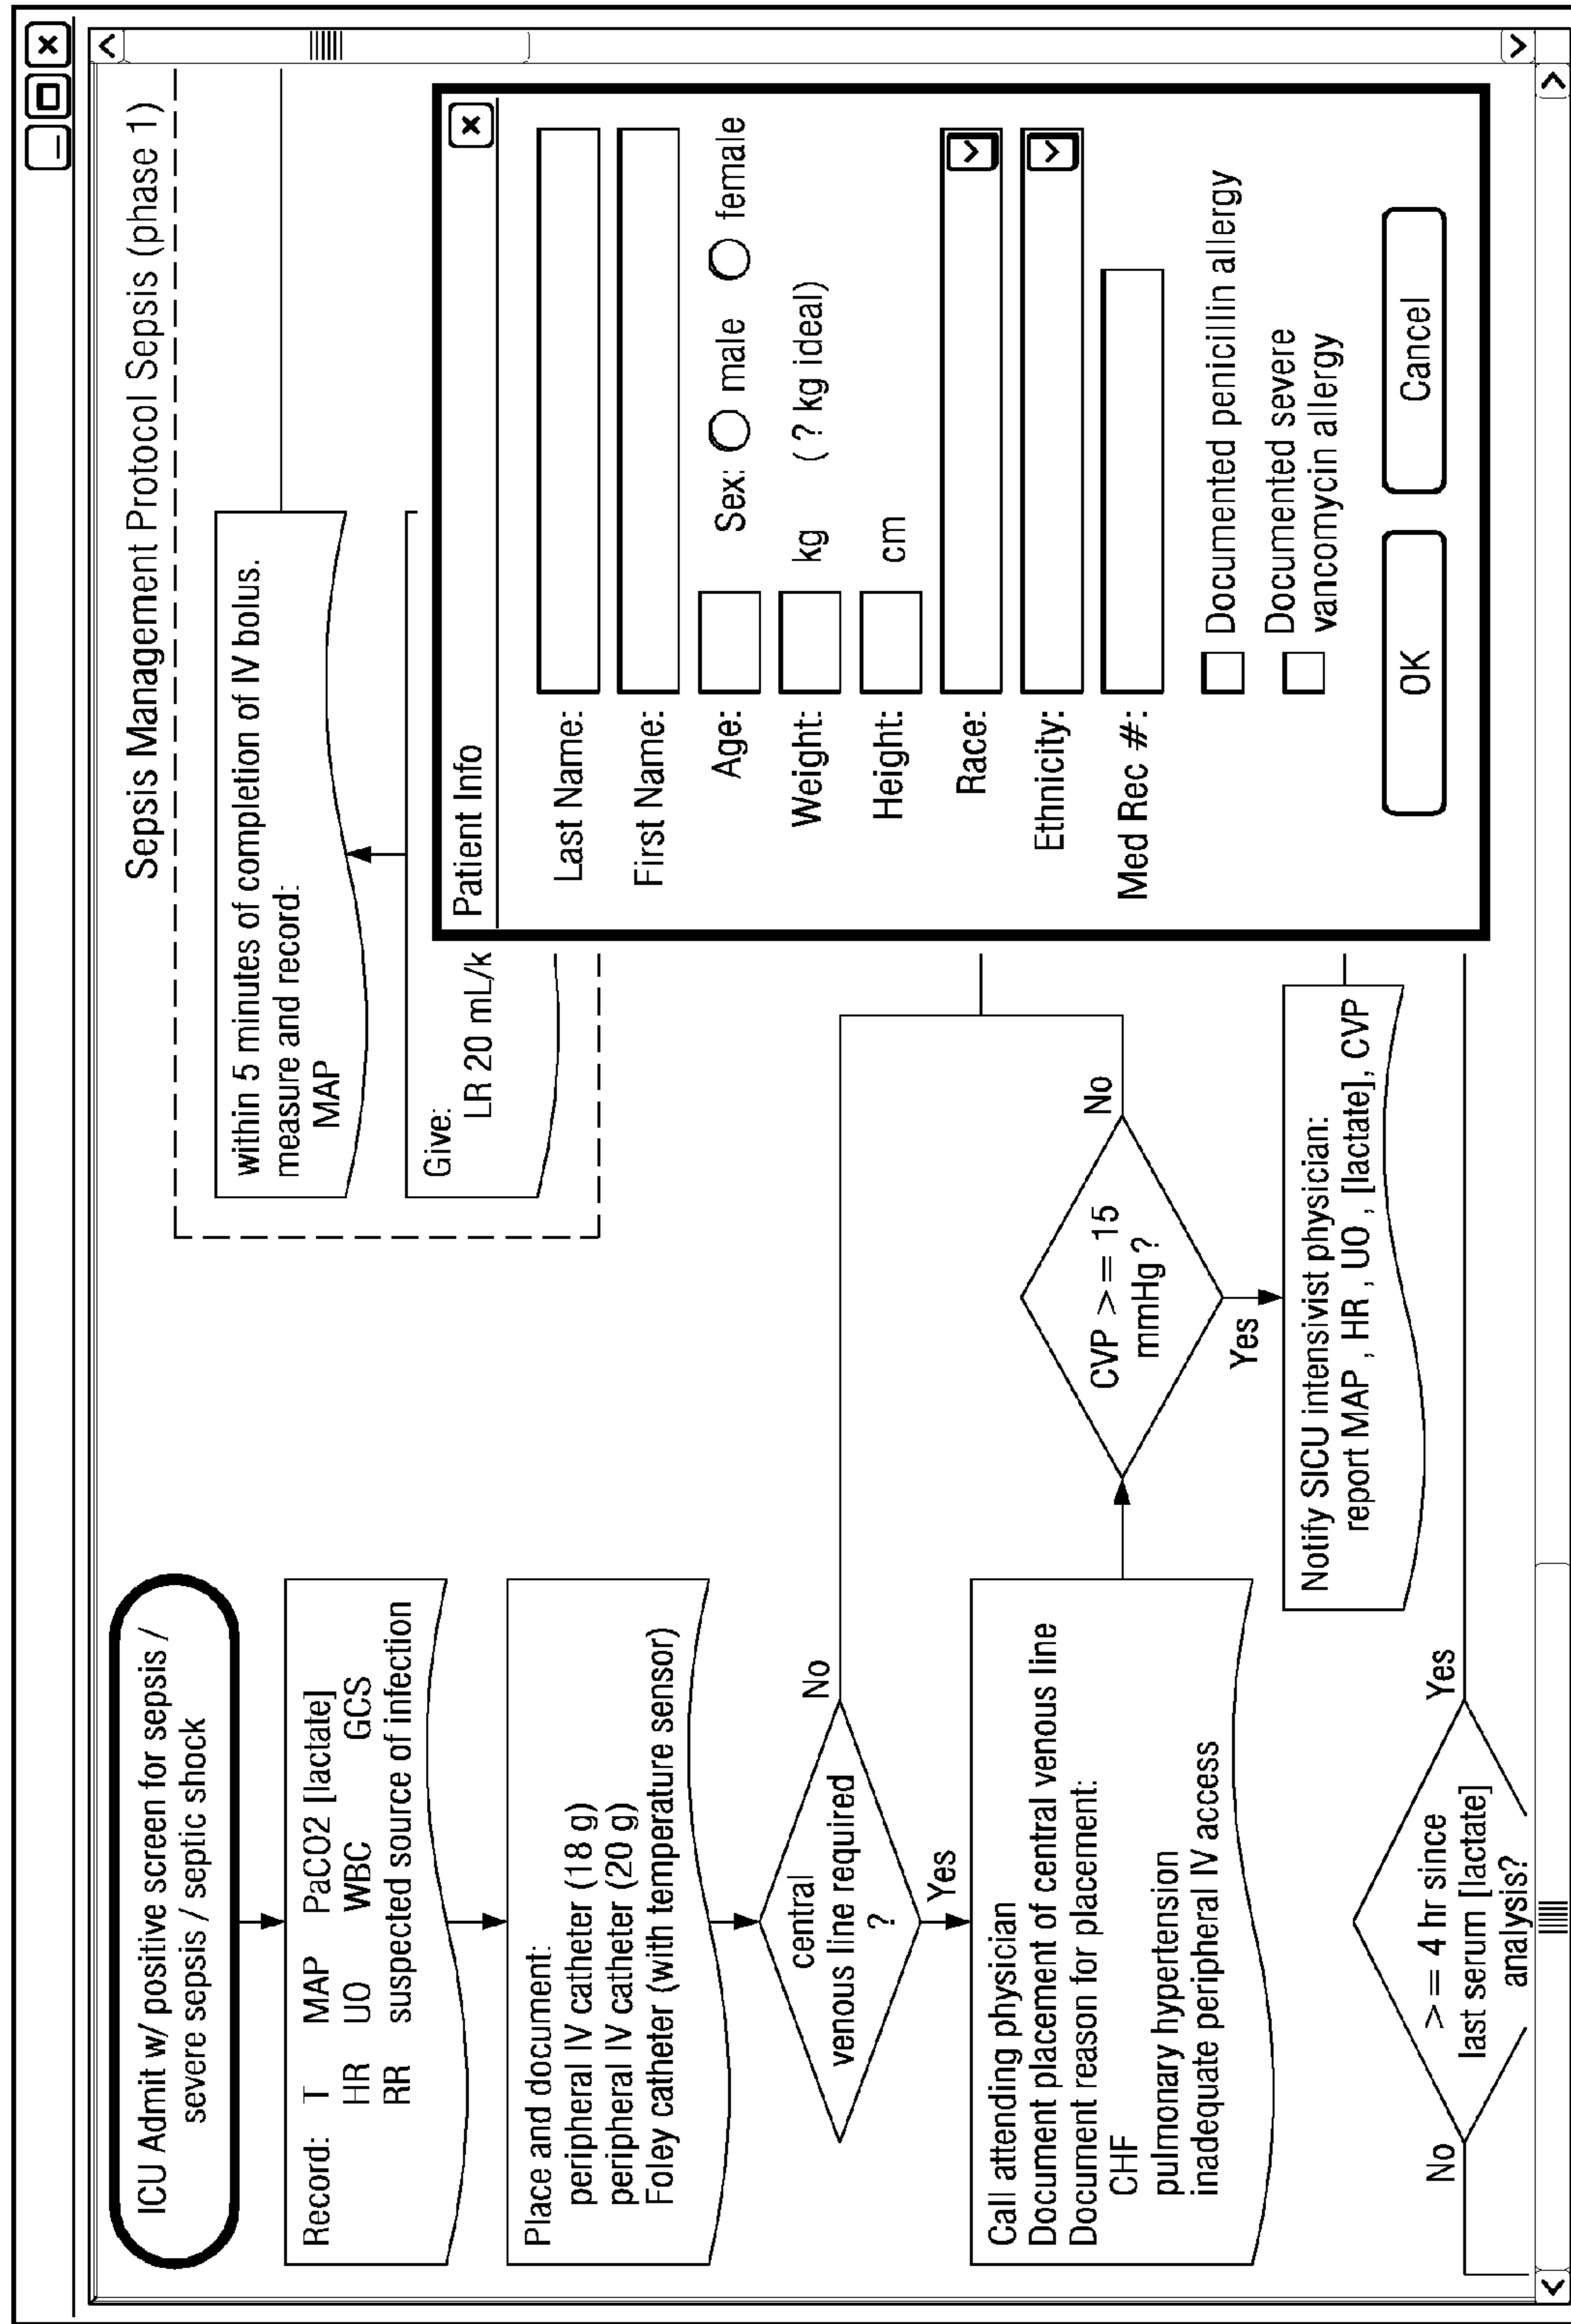 Sepsis Management Protocol Sepsis (phase 1)
ICU Admit w/ positive screen for sepsis /
severe sepsis / septic shock
Record: T MAP PaCO2 [lactate]
HR UO WBC GCS
RR suspected source of infection
Place and document:
peripheral IV catheter (18 g)
peripheral IV catheter (20 g)
Foley catheter (with temperature sensor)
central
venous line required
?
No
Yes
Call attending physician
Document placement of central venous line
Document reason for placement:
CHF
pulmonary hypertension
inadequate peripheral IV access
CVP >= 15
mmHg ?
No
Yes
Notify SICU intensivist physician:
report MAP , HR , UO , [lactate], CVP
>= 4 hr since
last serum [lactate]
analysis?
No
Yes
within 5 minutes of completion of IV bolus.
measure and record:
MAP
Give:
LR 20 mL/k
Patient Info
Last Name:
First Name:
Age: Sex: male female
Weight: kg ( ? kg ideal)
Height: cm
Race:
Ethnicity:
Med Rec #:
Documented penicillin allergy
Documented severe
vancomycin allergy
OK Cancel